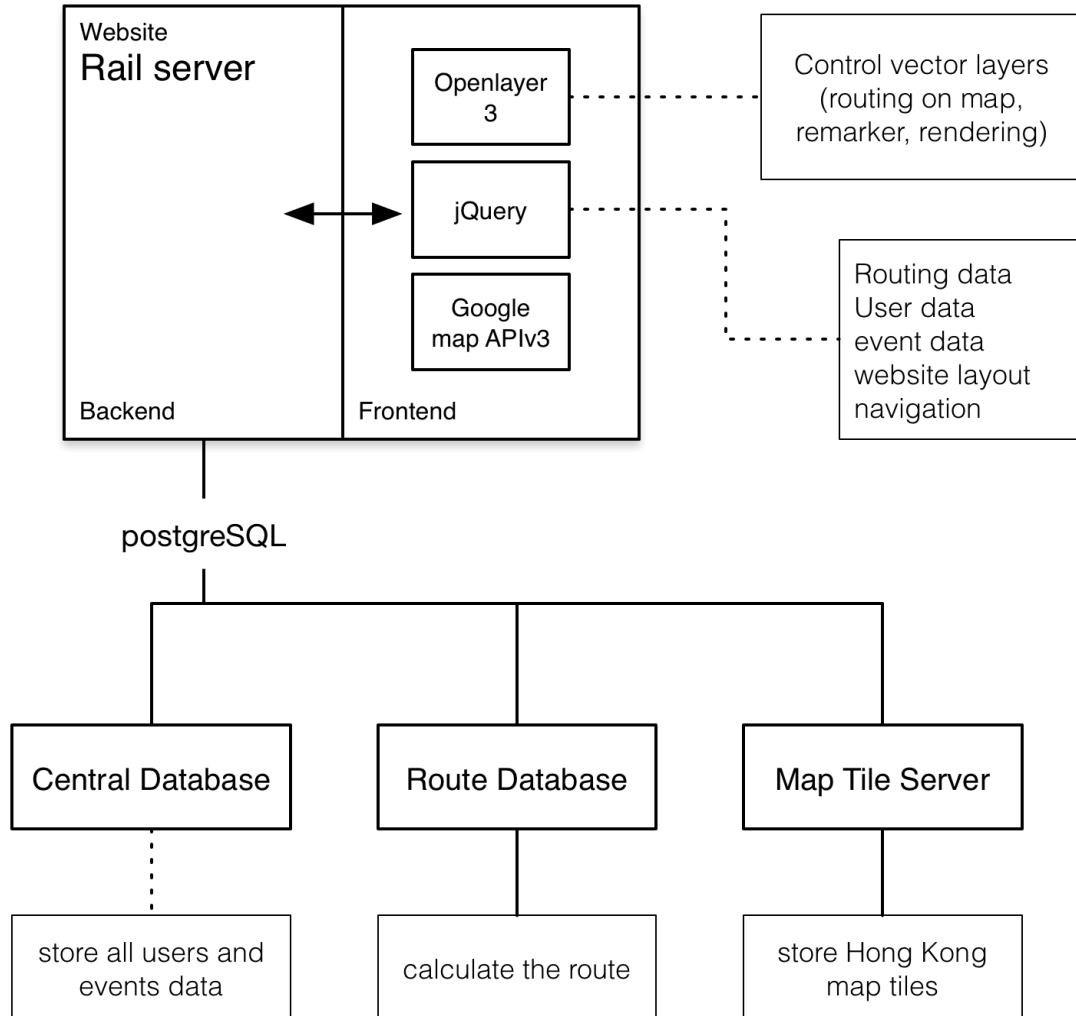 Website
Rail server
Openlayer
3
Control vector layers
(routing on map,
remarker, rendering)
jQuery
Routing data
User data
event data
website layout
navigation
Google
map APIv3
Backend
Frontend
postgreSQL
Central Database
Route Database
Map Tile Server
store all users and
events data
calculate the route
store Hong Kong
map tiles